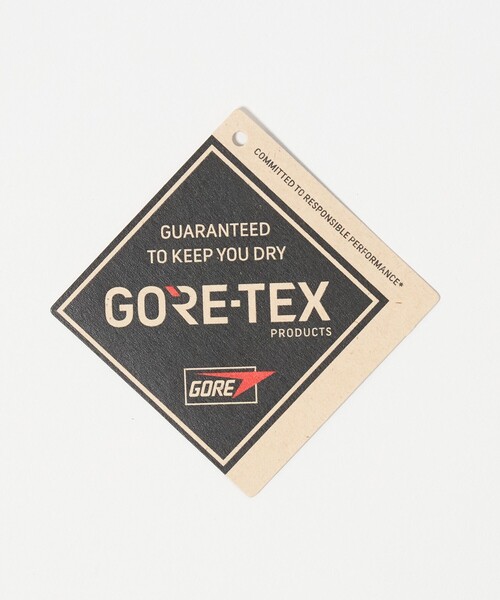 COMMITTED TO RESPONSIBLE PERFORMANCE*
GUARANTEED
TO KEEP YOU DRY
GORE-TEX
PRODUCTS
GORE